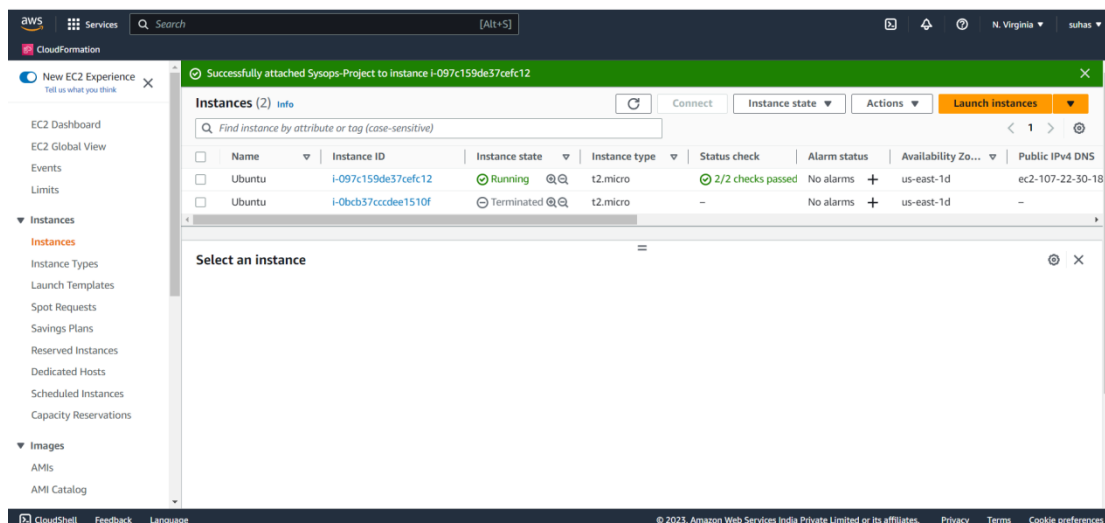 aws Services Search [Alt+S] N. Virginia ▼ suhas ▼
CloudFormation
New EC2 Experience
Tell us what you think
EC2 Dashboard
EC2 Global View
Events
Limits
Instances
Instances
Instance Types
Launch Templates
Spot Requests
Savings Plans
Reserved Instances
Dedicated Hosts
Scheduled Instances
Capacity Reservations
Images
AMIs
AMI Catalog
Successfully attached Sysops-Project to instance i-097c159de37cefc12
Instances (2) Info Connect Instance state ▼ Actions ▼ Launch instances ▼
Find instance by attribute or tag (case-sensitive) < 1 >
Name Instance ID Instance state Instance type Status check Alarm status Availability Zo... Public IPv4 DNS
Ubuntu i-097c159de37cefc12 Running t2.micro 2/2 checks passed No alarms + us-east-1d ec2-107-22-30-18
Ubuntu i-0bcb37cccdee1510f Terminated t2.micro – No alarms + us-east-1d –
Select an instance
CloudShell Feedback Language © 2023, Amazon Web Services India Private Limited or its affiliates. Privacy Terms Cookie preferences